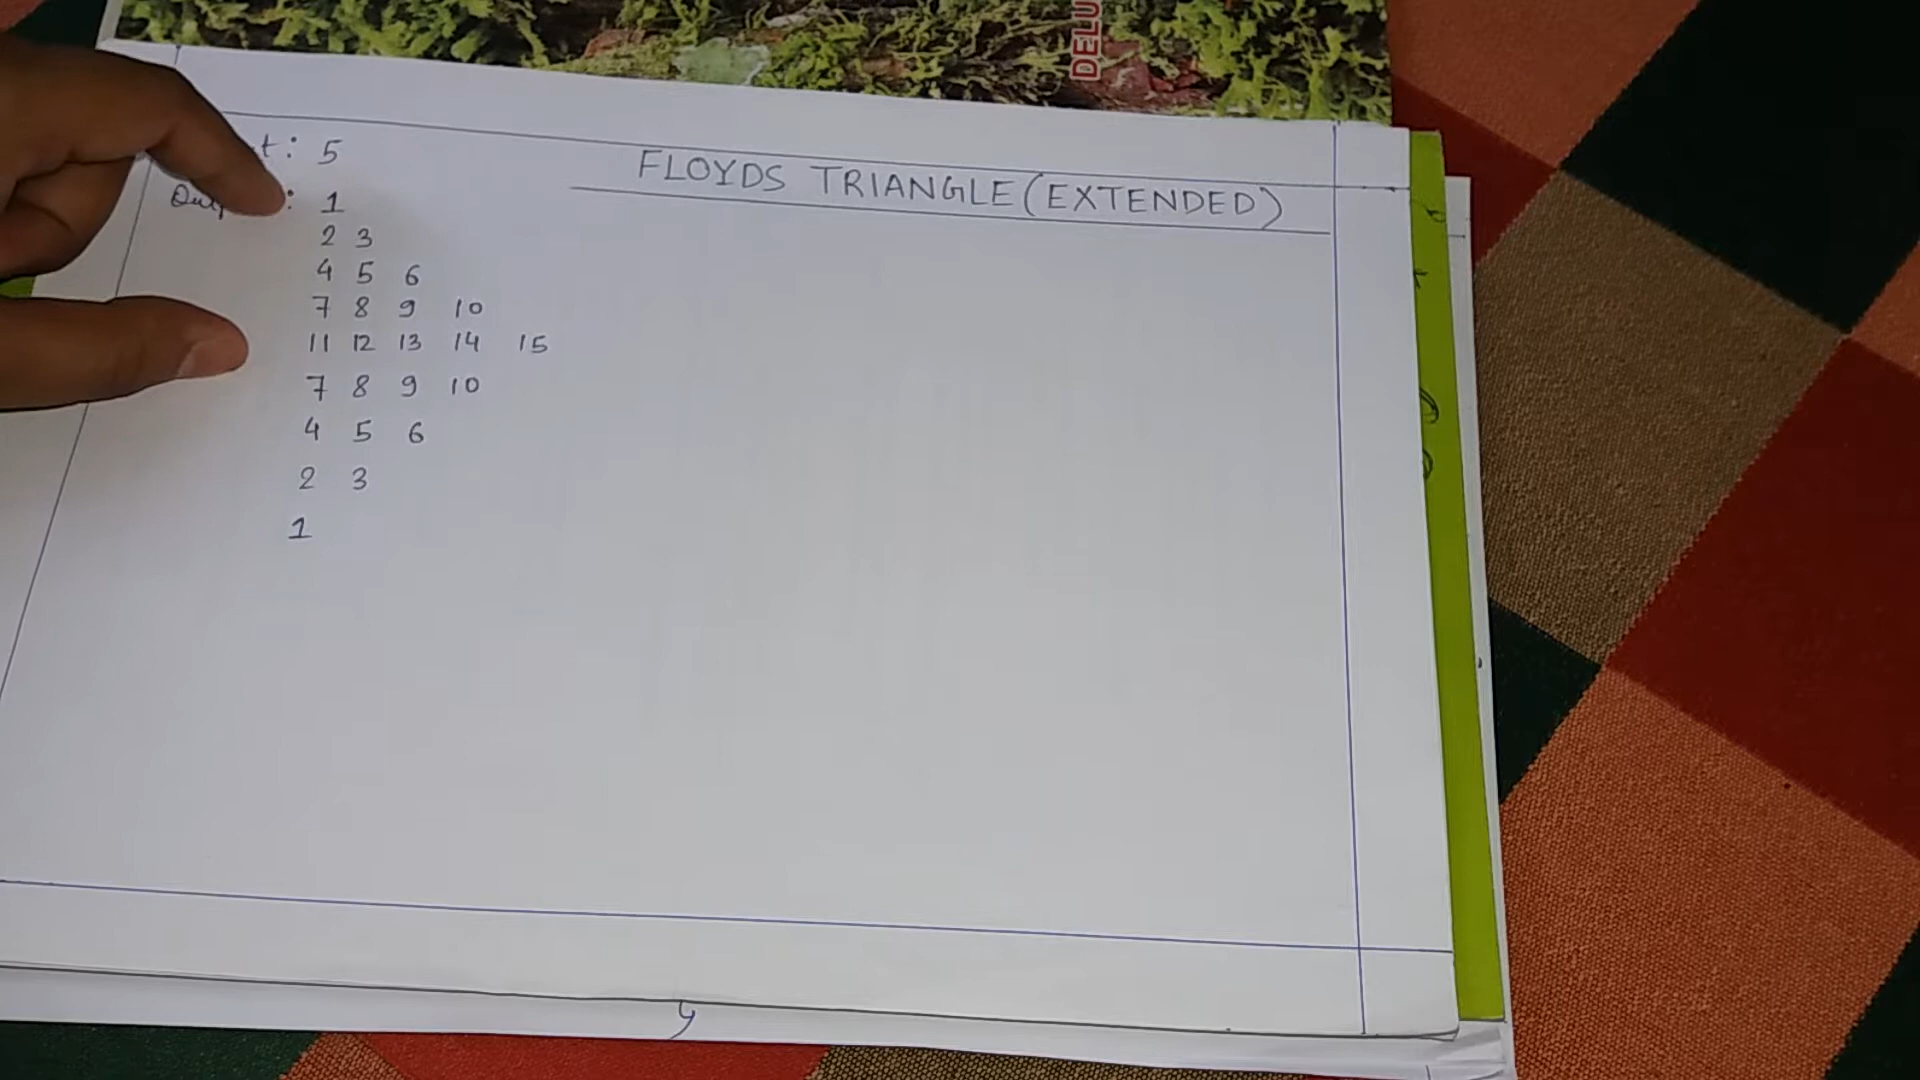 DELU
: 5
FLOYDS TRIANGLE (EXTENDED)
: 1
2 3
4 5 6
7 8 9 10
11 12 13 14 15
7 8 9 10
4 5 6
2 3
1